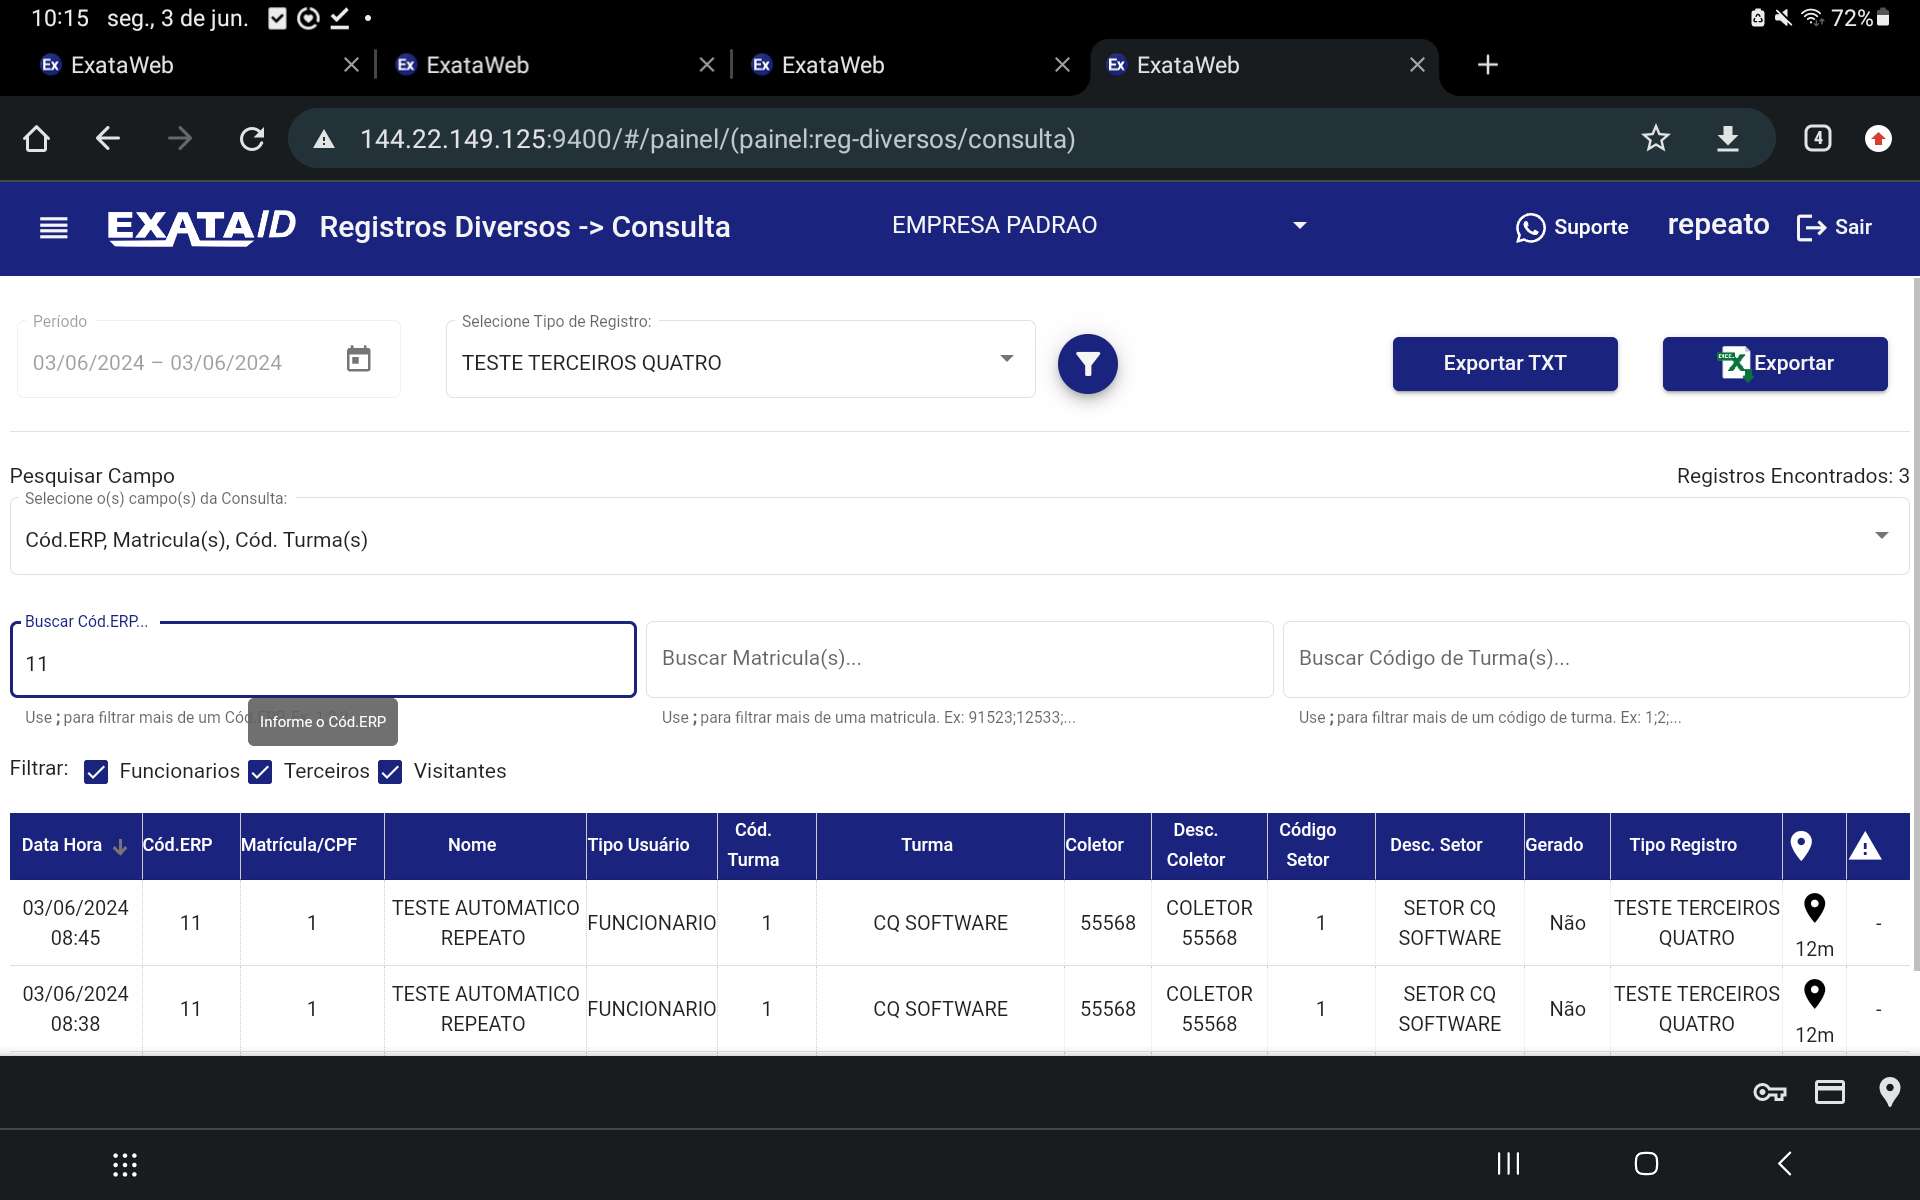 10:15 seg., 3 de jun. 72%
Ex ExataWeb Ex ExataWeb Ex ExataWeb Ex ExataWeb
144.22.149.125:9400/#/painel/(painel:reg-diversos/consulta) 4
EXATA/ID Registros Diversos -> Consulta EMPRESA PADRAO Suporte repeato Sair
Período Selecione Tipo de Registro:
03/06/2024 – 03/06/2024 TESTE TERCEIROS QUATRO Exportar TXT Exportar
Pesquisar Campo Registros Encontrados: 3
Selecione o(s) campo(s) da Consulta:
Cód.ERP, Matricula(s), Cód. Turma(s)
Buscar Cód.ERP...
11 Buscar Matricula(s)... Buscar Código de Turma(s)...
Use ; para filtrar mais de um Informe o Cód.ERP Use ; para filtrar mais de uma matricula. Ex: 91523;12533;... Use ; para filtrar mais de um código de turma. Ex: 1;2;...
Filtrar: Funcionarios Terceiros Visitantes
Data Hora Cód.ERP Matrícula/CPF Nome Tipo Usuário Cód. Turma Turma Coletor Desc. Coletor Código Setor Desc. Setor Gerado Tipo Registro
03/06/2024 08:45 11 1 TESTE AUTOMATICO REPEATO FUNCIONARIO 1 CQ SOFTWARE 55568 COLETOR 55568 1 SETOR CQ SOFTWARE Não TESTE TERCEIROS QUATRO 12m -
03/06/2024 08:38 11 1 TESTE AUTOMATICO REPEATO FUNCIONARIO 1 CQ SOFTWARE 55568 COLETOR 55568 1 SETOR CQ SOFTWARE Não TESTE TERCEIROS QUATRO 12m -